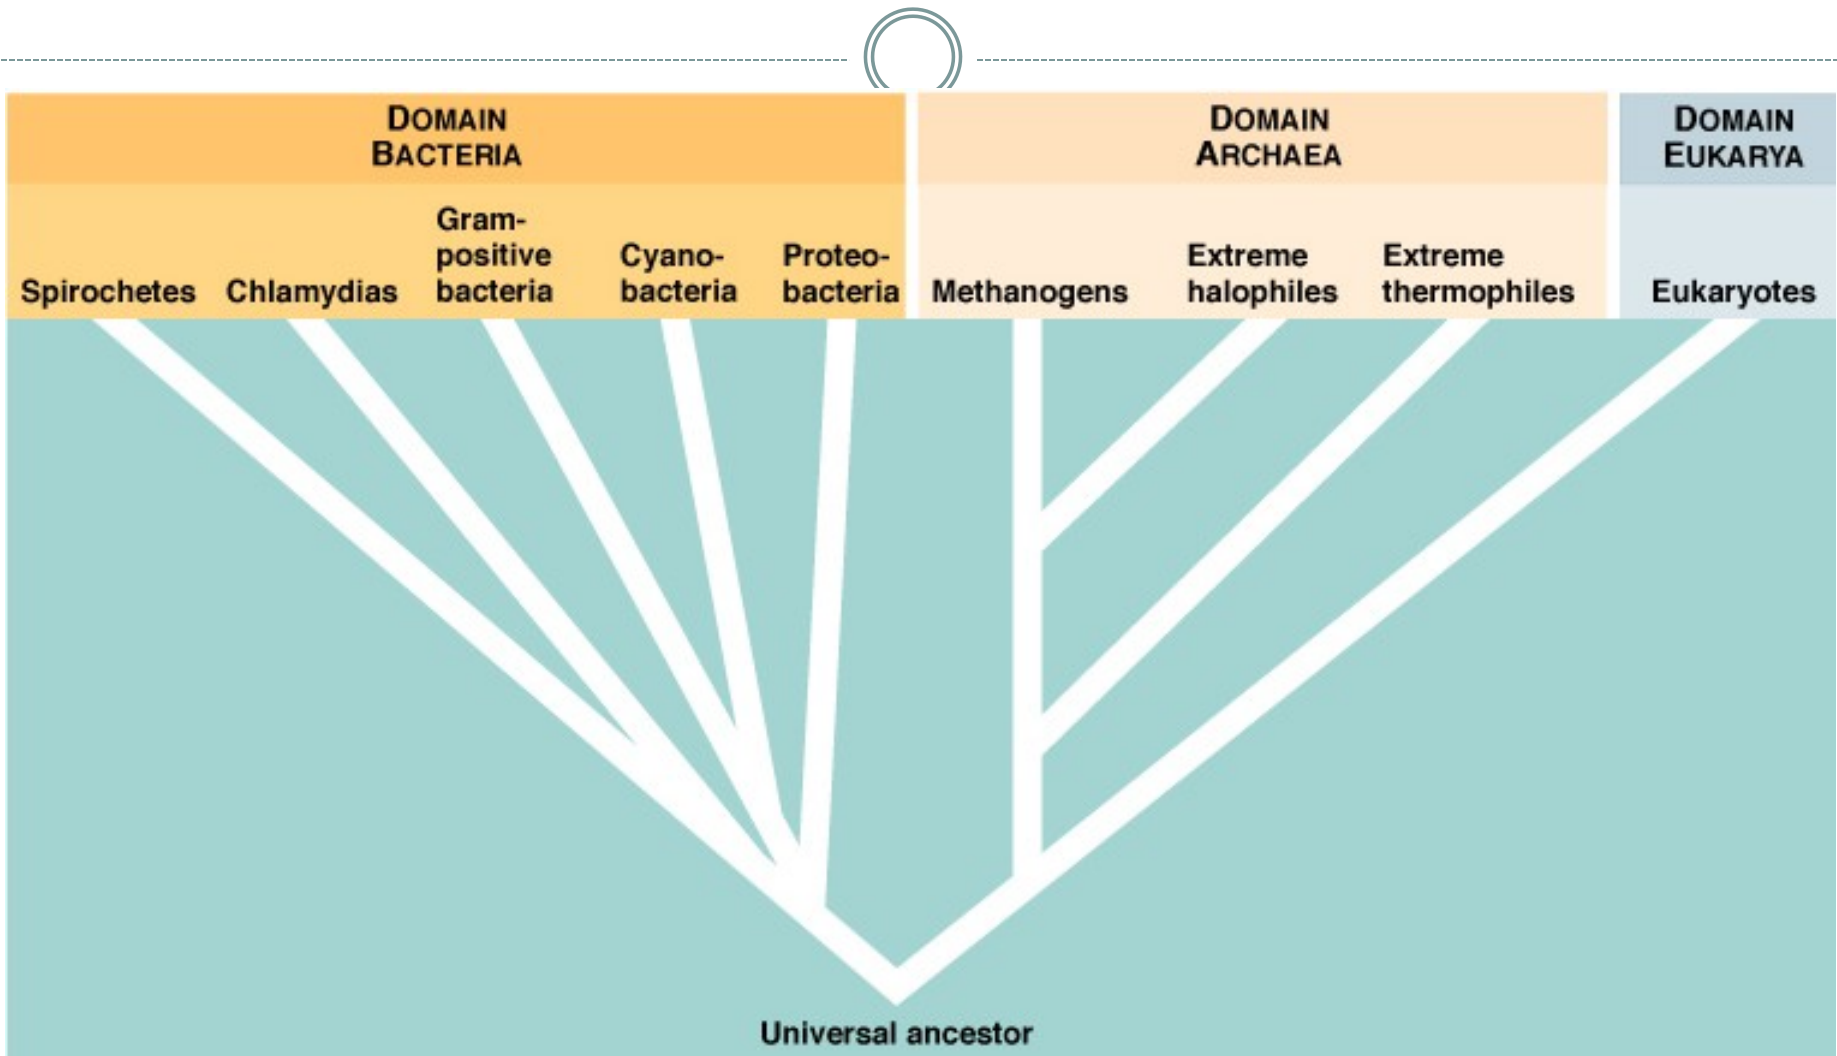 DOMAIN
BACTERIA
DOMAIN
ARCHAEA
DOMAIN
EUKARYA
Spirochetes
Chlamydias
Gram-
positive
bacteria
Cyano-
bacteria
Proteo-
bacteria
Methanogens
Extreme
halophiles
Extreme
thermophiles
Eukaryotes
Universal ancestor